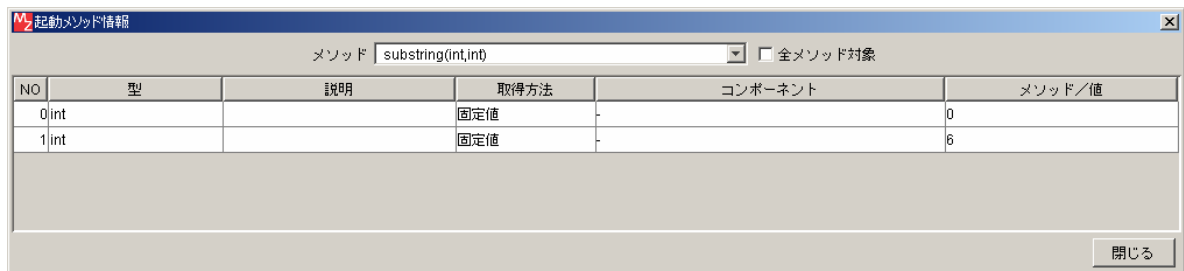 MZ 起動メソッド情報
メソッド substring(int,int) 全メソッド対象
NO 型 説明 取得方法 コンポーネント メソッド／値
0 int 固定値 - 0
1 int 固定値 - 6
閉じる